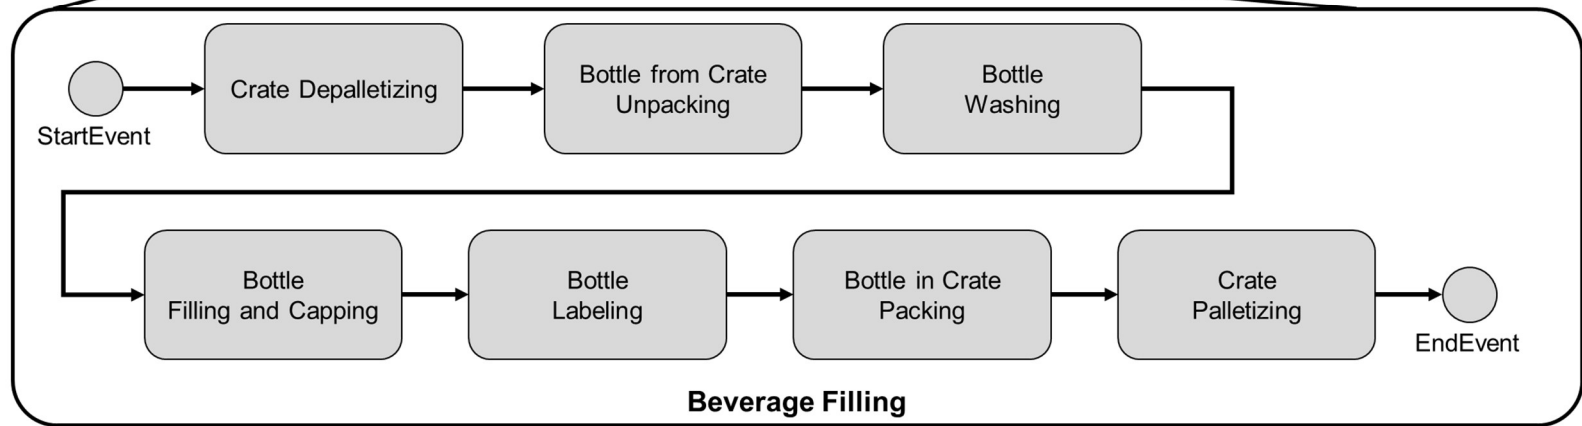 Crate Depalletizing
Bottle from Crate
Unpacking
Bottle
Washing
StartEvent
Bottle
Filling and Capping
Bottle
Labeling
Bottle in Crate
Packing
Crate
Palletizing
EndEvent
Beverage Filling